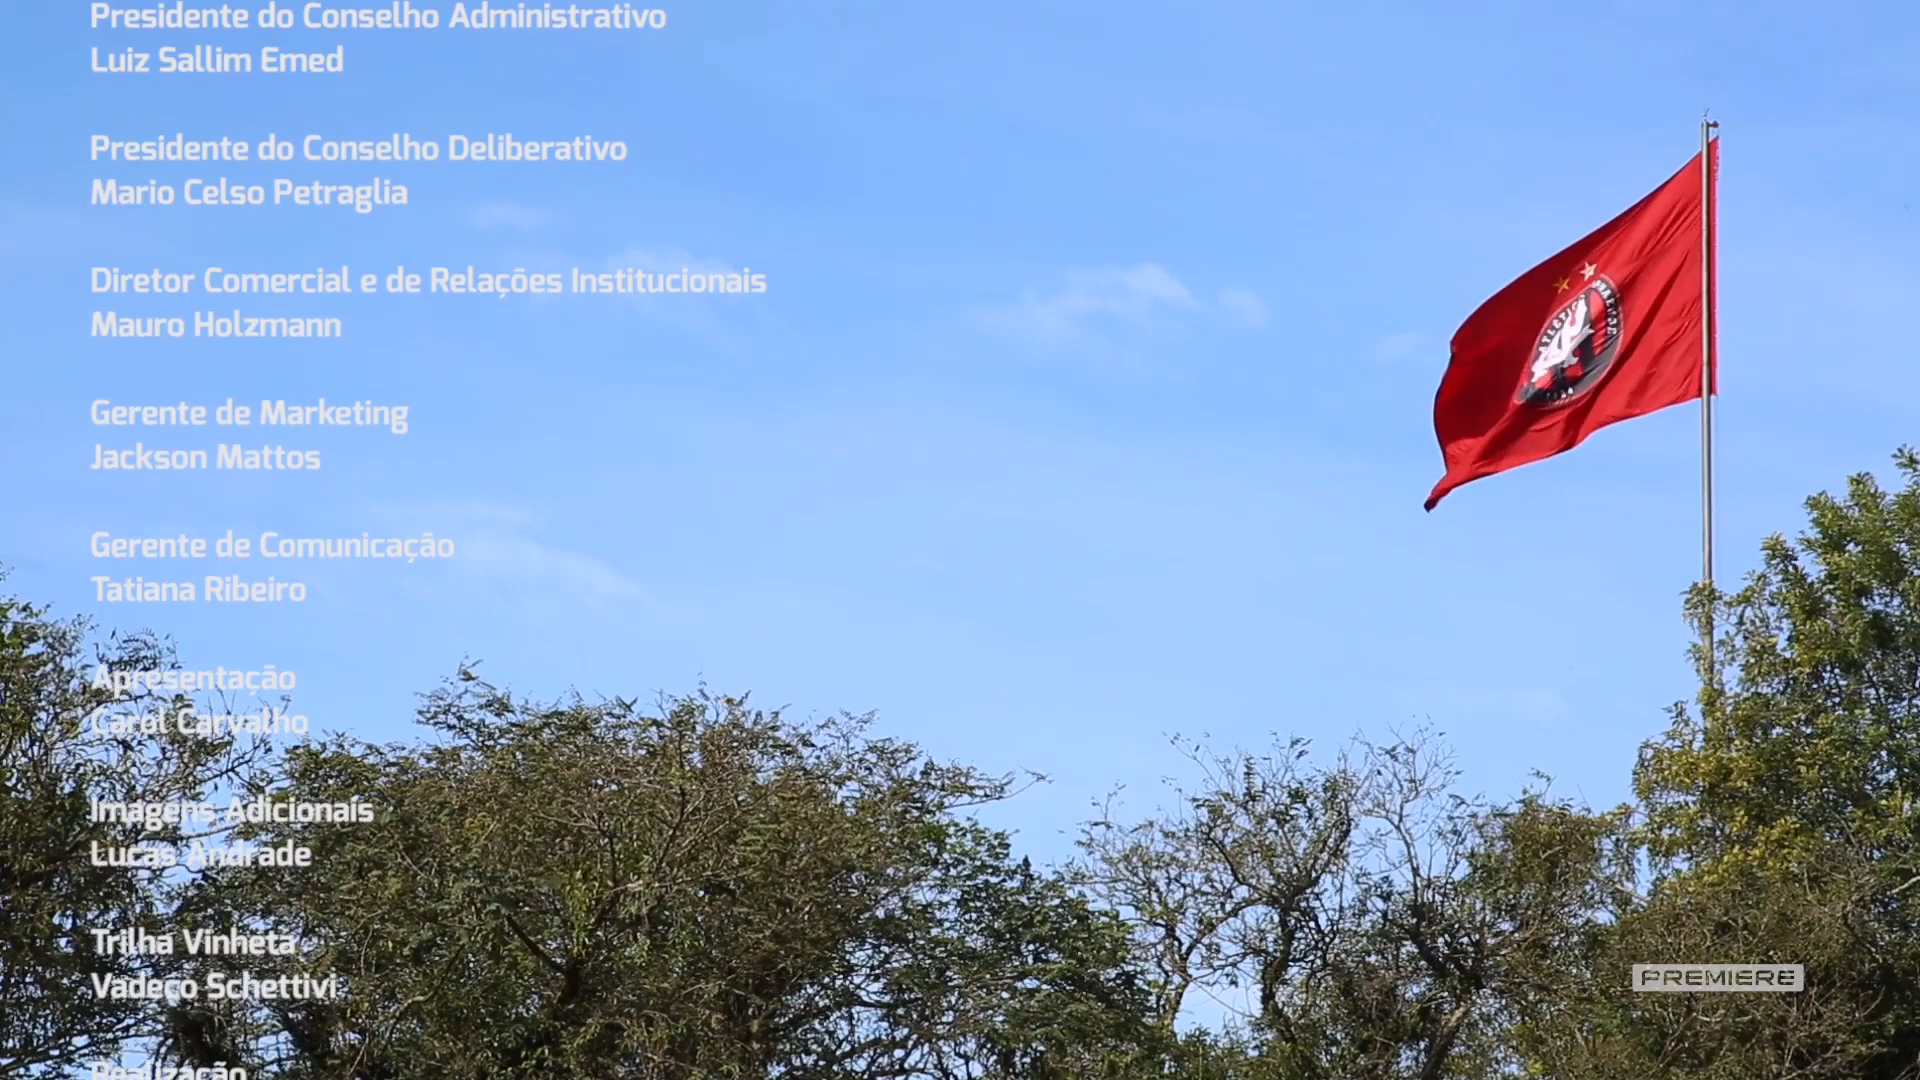 Presidente do Conselho Administrativo
Luiz Sallim Emed
Presidente do Conselho Deliberativo
Mario Celso Petraglia
Diretor Comercial e de Relações Institucionais
Mauro Holzmann
Gerente de Marketing
Jackson Mattos
Gerente de Comunicação
Tatiana Ribeiro
Apresentação
Carol Carvalho
Imagens Adicionais
Lucas Andrade
Trilha Vinheta
Vadeco Schettivi
Realização
PREMIERE